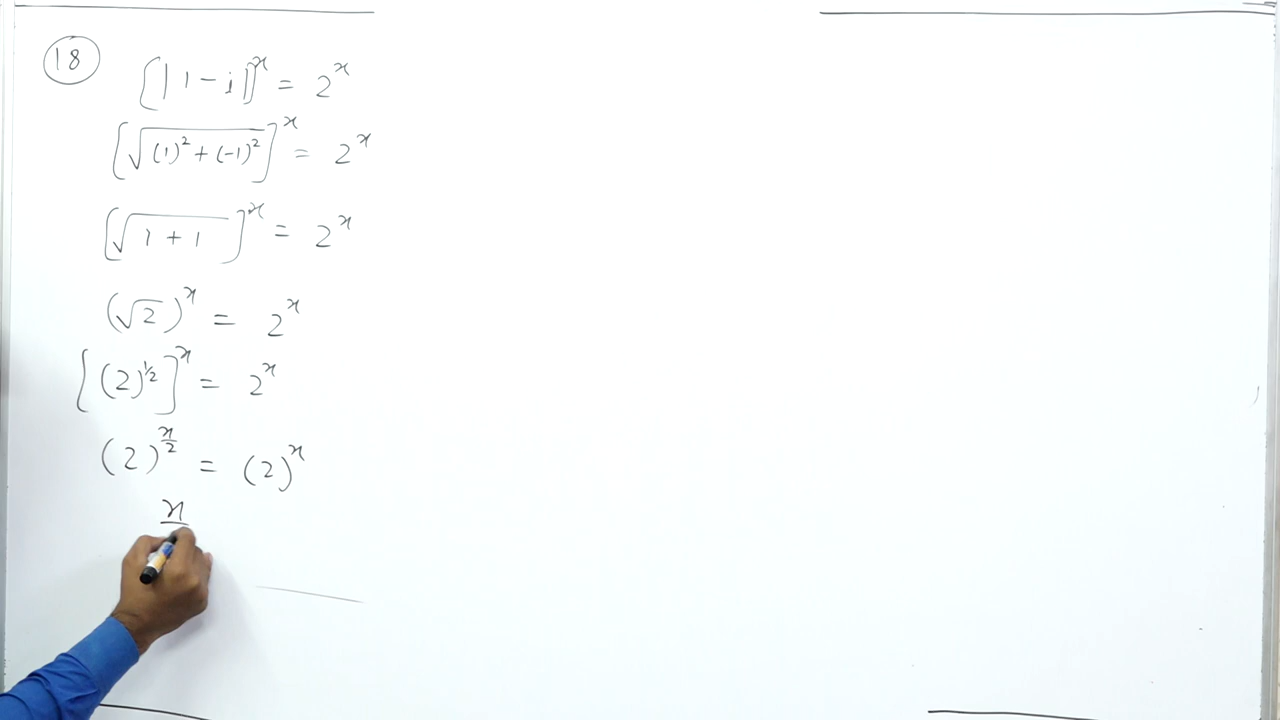 18
[|1-i|]^x = 2^x
[√(1)²+(-1)²]^x = 2^x
[√1+1]^x = 2^x
(√2)^x = 2^x
[(2)^1/2]^x = 2^x
(2)^x/2 = (2)^x
x